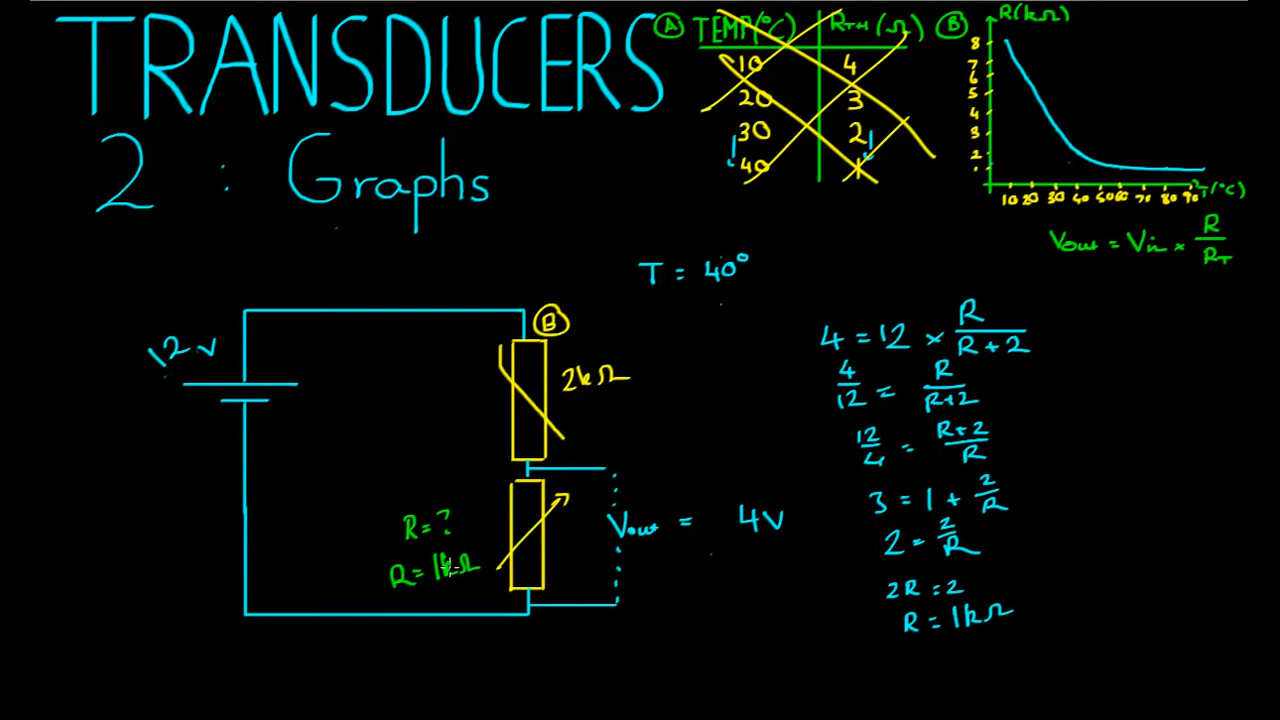 TRANSDUCERS
2 : Graphs
A TEMP(°C) RTH (Ω)
10 4
20 3
30 2
40 1
B R(kΩ)
8
7
6
5
4
3
2
1
10 20 30 40 50 60 70 80 90 T(°C)
Vout = Vin × R/RT
T = 40°
12 v
B
2kΩ
R = ?
R = 1kΩ
Vout = 4V
4 = 12 × R/(R + 2)
4/12 = R/(R+2)
12/4 = (R+2)/R
3 = 1 + 2/R
2 = 2/R
2R = 2
R = 1kΩ